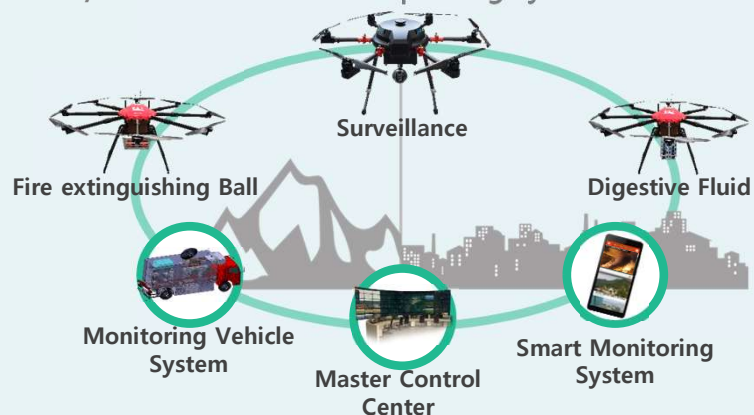 Surveillance
Fire extinguishing Ball
Digestive Fluid
Monitoring Vehicle
System
Master Control
Center
Smart Monitoring
System